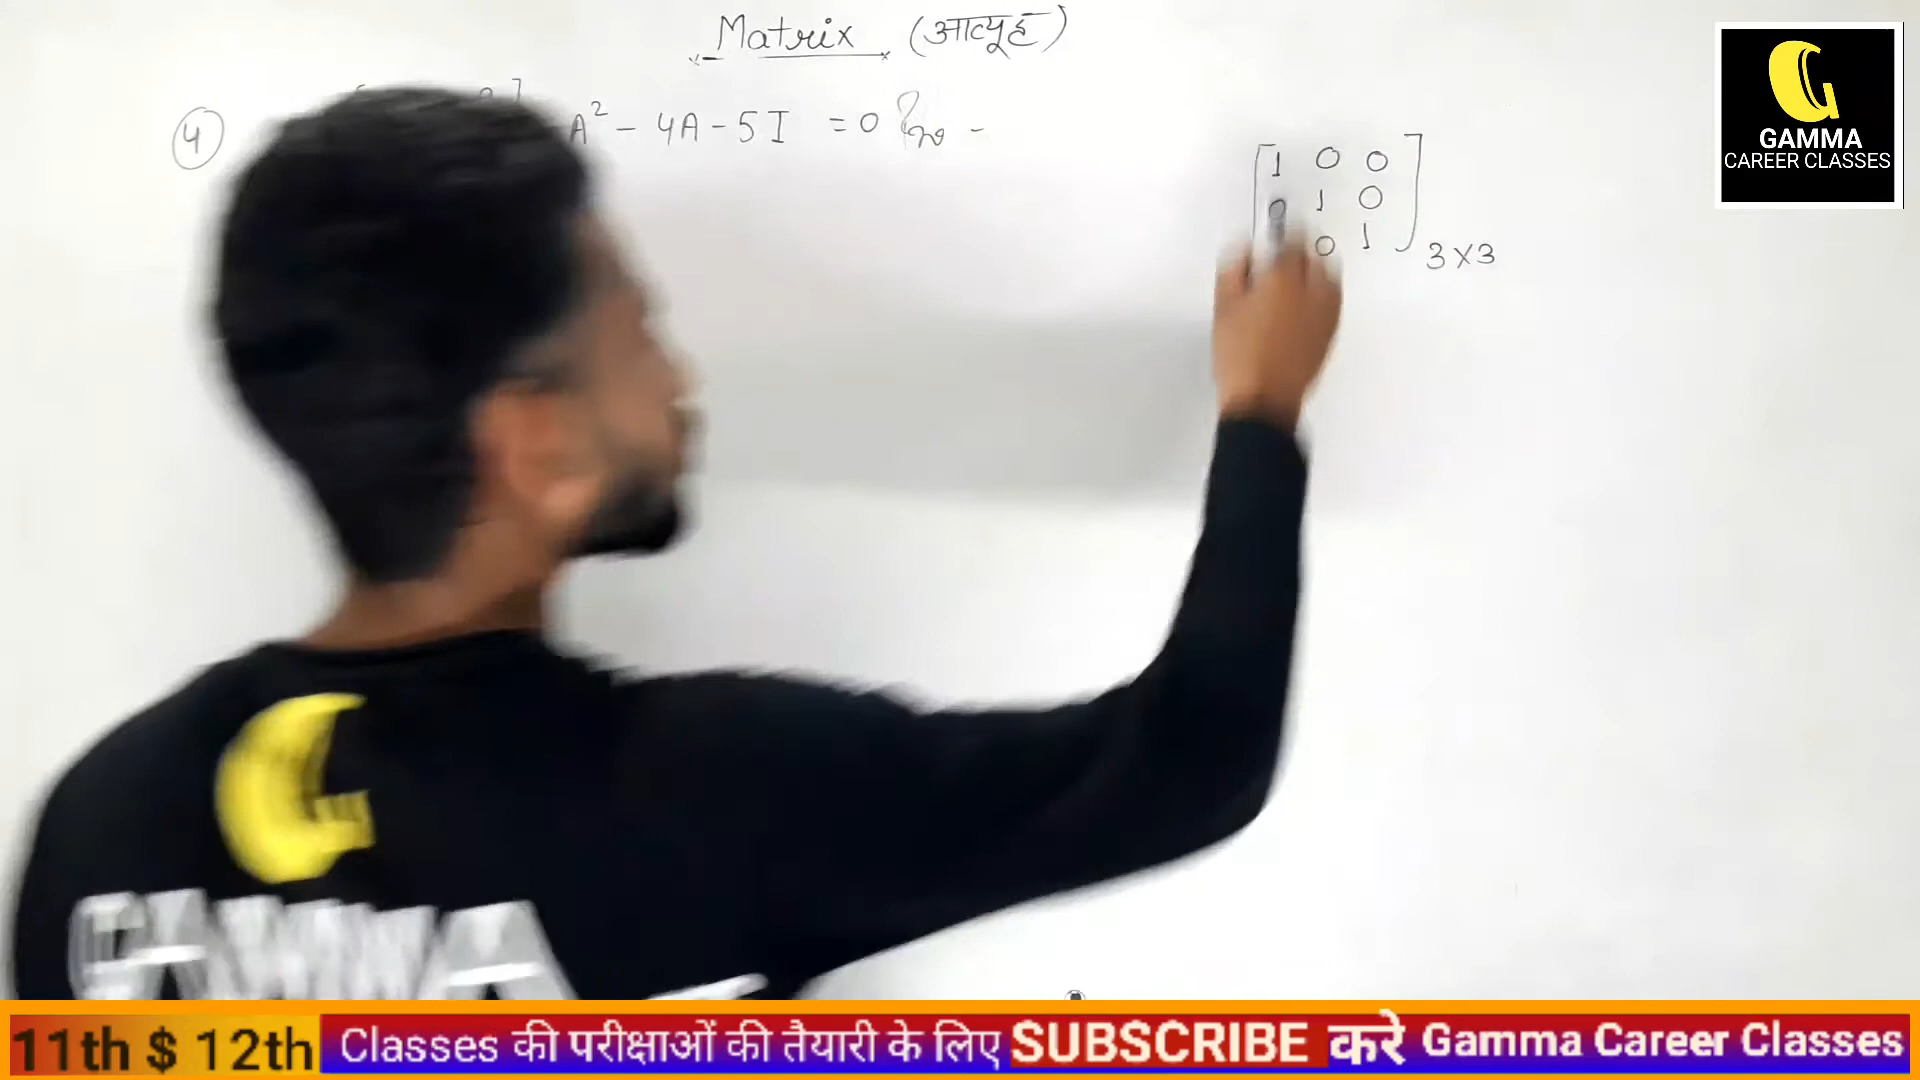 Matrix (आव्यूह)
4 A² - 4A - 5I = 0
1 0 0
0 1 0
0 1
3×3
GAMMA
CAREER CLASSES
GAMMA
11th $ 12th Classes की परीक्षाओं की तैयारी के लिए SUBSCRIBE करे Gamma Career Classes